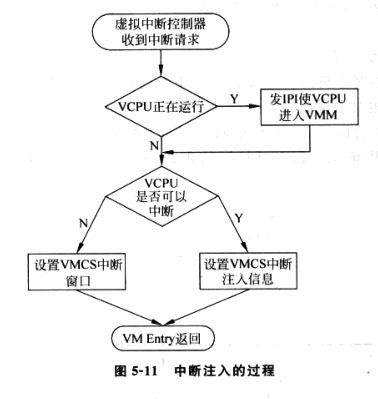 虚拟中断控制器
收到中断请求
VCPU正在运行
Y
发IPI使VCPU
进入VMM
N
VCPU
是否可以
中断
N
Y
设置VMCS中断
窗口
设置VMCS中断
注入信息
VM Entry返回
图 5-11 中断注入的过程